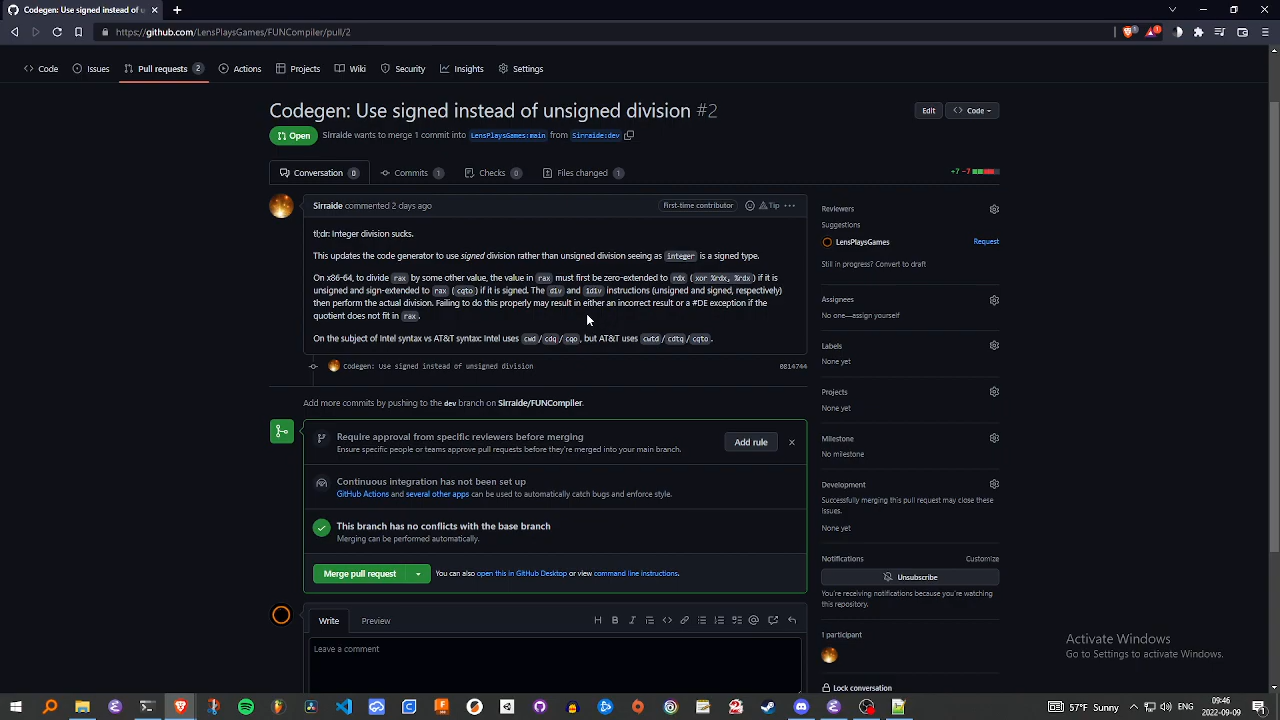 Codegen: Use signed instead of u
https://github.com/LensPlaysGames/FUNCompiler/pull/2
Code
Issues
Pull requests 2
Actions
Projects
Wiki
Security
Insights
Settings
Codegen: Use signed instead of unsigned division #2
Edit
<> Code
Open
Sirraide wants to merge 1 commit into LensPlaysGames:main from Sirraide:dev
Conversation 0
Commits 1
Checks 0
Files changed 1
+7 −7
Sirraide commented 2 days ago
First-time contributor
Tip
tl;dr: Integer division sucks.
This updates the code generator to use signed division rather than unsigned division seeing as integer is a signed type.
On x86-64, to divide rax by some other value, the value in rax must first be zero-extended to rdx ( xor %rdx, %rdx ) if it is
unsigned and sign-extended to rax ( cqto ) if it is signed. The div and idiv instructions (unsigned and signed, respectively)
then perform the actual division. Failing to do this properly may result in either an incorrect result or a #DE exception if the
quotient does not fit in rax .
On the subject of Intel syntax vs AT&T syntax: Intel uses cwd / cdq / cqo , but AT&T uses cwtd / cdtq / cqto .
Codegen: Use signed instead of unsigned division
0814744
Add more commits by pushing to the dev branch on Sirraide/FUNCompiler.
Require approval from specific reviewers before merging
Ensure specific people or teams approve pull requests before they're merged into your main branch.
Add rule
Continuous integration has not been set up
GitHub Actions and several other apps can be used to automatically catch bugs and enforce style.
This branch has no conflicts with the base branch
Merging can be performed automatically.
Merge pull request
You can also open this in GitHub Desktop or view command line instructions.
Write
Preview
Leave a comment
Reviewers
Suggestions
LensPlaysGames
Request
Still in progress? Convert to draft
Assignees
No one—assign yourself
Labels
None yet
Projects
None yet
Milestone
No milestone
Development
Successfully merging this pull request may close these
issues.
None yet
Notifications
Customize
Unsubscribe
You're receiving notifications because you're watching
this repository.
1 participant
Lock conversation
Activate Windows
Go to Settings to activate Windows.
57°F Sunny
09:46
2022-09-09